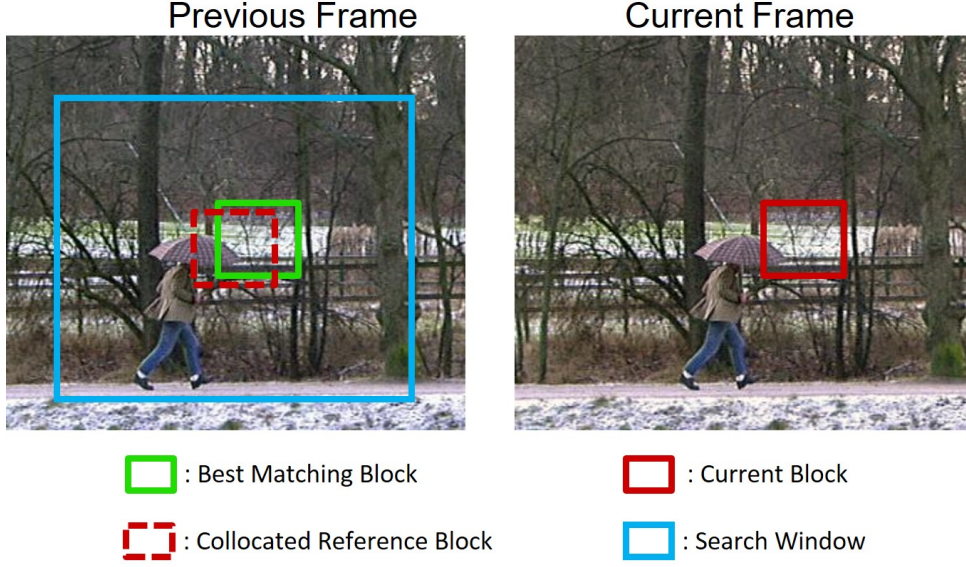 Previous Frame
Current Frame
: Best Matching Block
: Current Block
: Collocated Reference Block
: Search Window